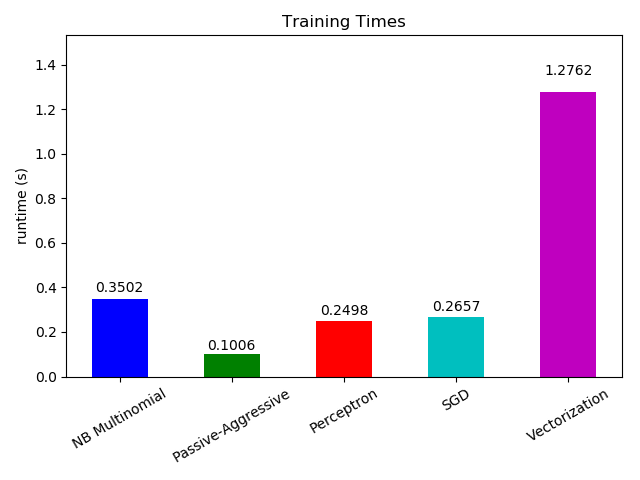 Training Times
runtime (s)
1.4
1.2
1.0
0.8
0.6
0.4
0.2
0.0
0.3502
0.1006
0.2498
0.2657
1.2762
NB Multinomial
Passive-Aggressive
Perceptron
SGD
Vectorization